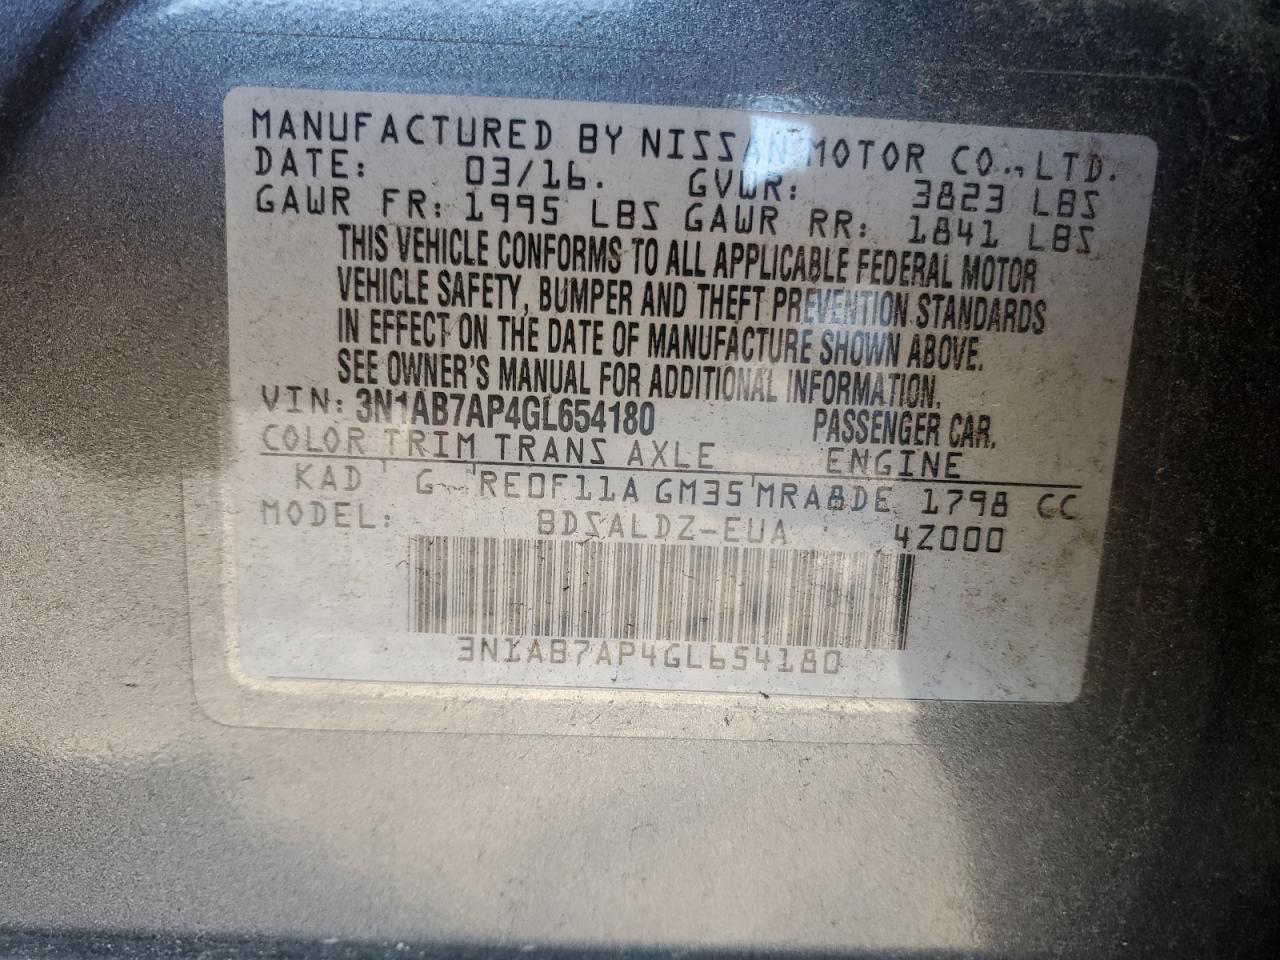 MANUFACTURED BY NISSAN MOTOR CO., LTD.
DATE: 03/16. GVWR: 3823 LBS
GAWR FR: 1995 LBS GAWR RR: 1841 LBS
THIS VEHICLE CONFORMS TO ALL APPLICABLE FEDERAL MOTOR
VEHICLE SAFETY, BUMPER AND THEFT PREVENTION STANDARDS
IN EFFECT ON THE DATE OF MANUFACTURE SHOWN ABOVE.
SEE OWNER'S MANUAL FOR ADDITIONAL INFORMATION.
VIN: 3N1AB7AP4GL654180 PASSENGER CAR.
COLOR TRIM TRANS AXLE ENGINE
KAD G RE0F11A GM35 MRA8DE 1798 CC
MODEL: BDSALDZ-EUA 4Z000
3N1AB7AP4GL654180